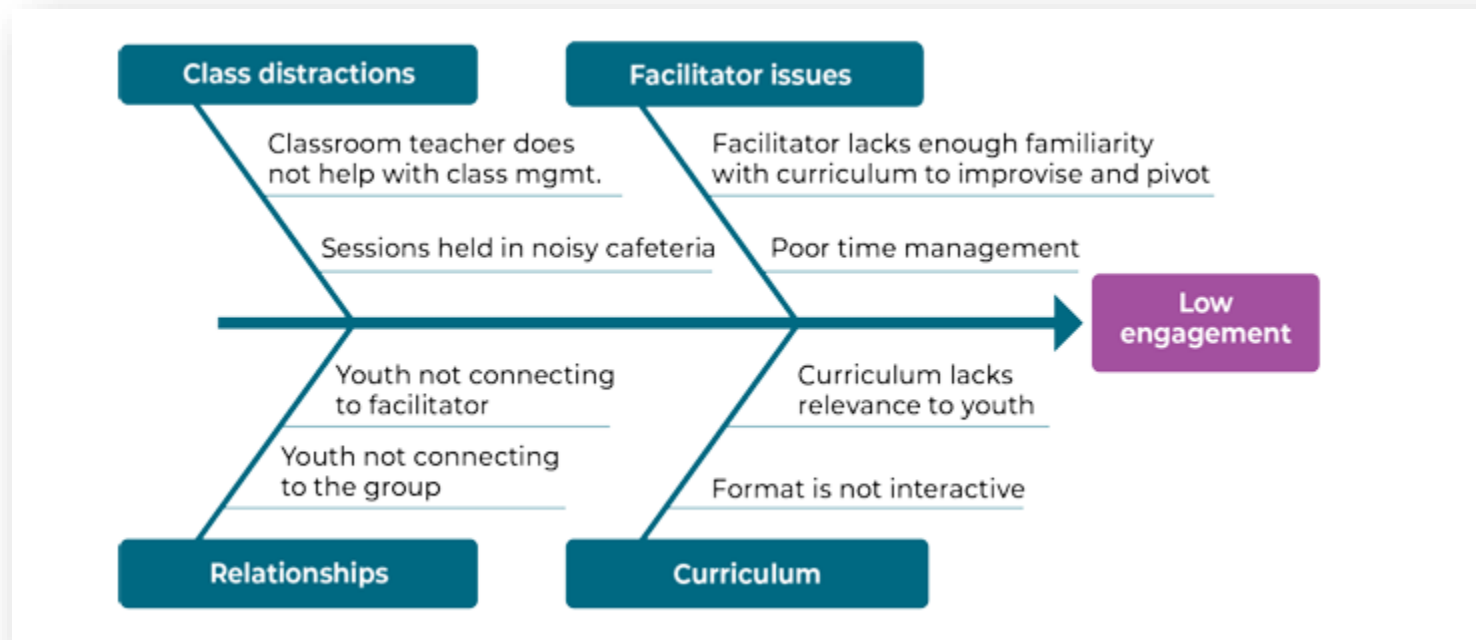 Class distractions
Facilitator issues
Classroom teacher does
not help with class mgmt.
Facilitator lacks enough familiarity
with curriculum to improvise and pivot
Sessions held in noisy cafeteria
Poor time management
Low
engagement
Youth not connecting
to facilitator
Curriculum lacks
relevance to youth
Youth not connecting
to the group
Format is not interactive
Relationships
Curriculum